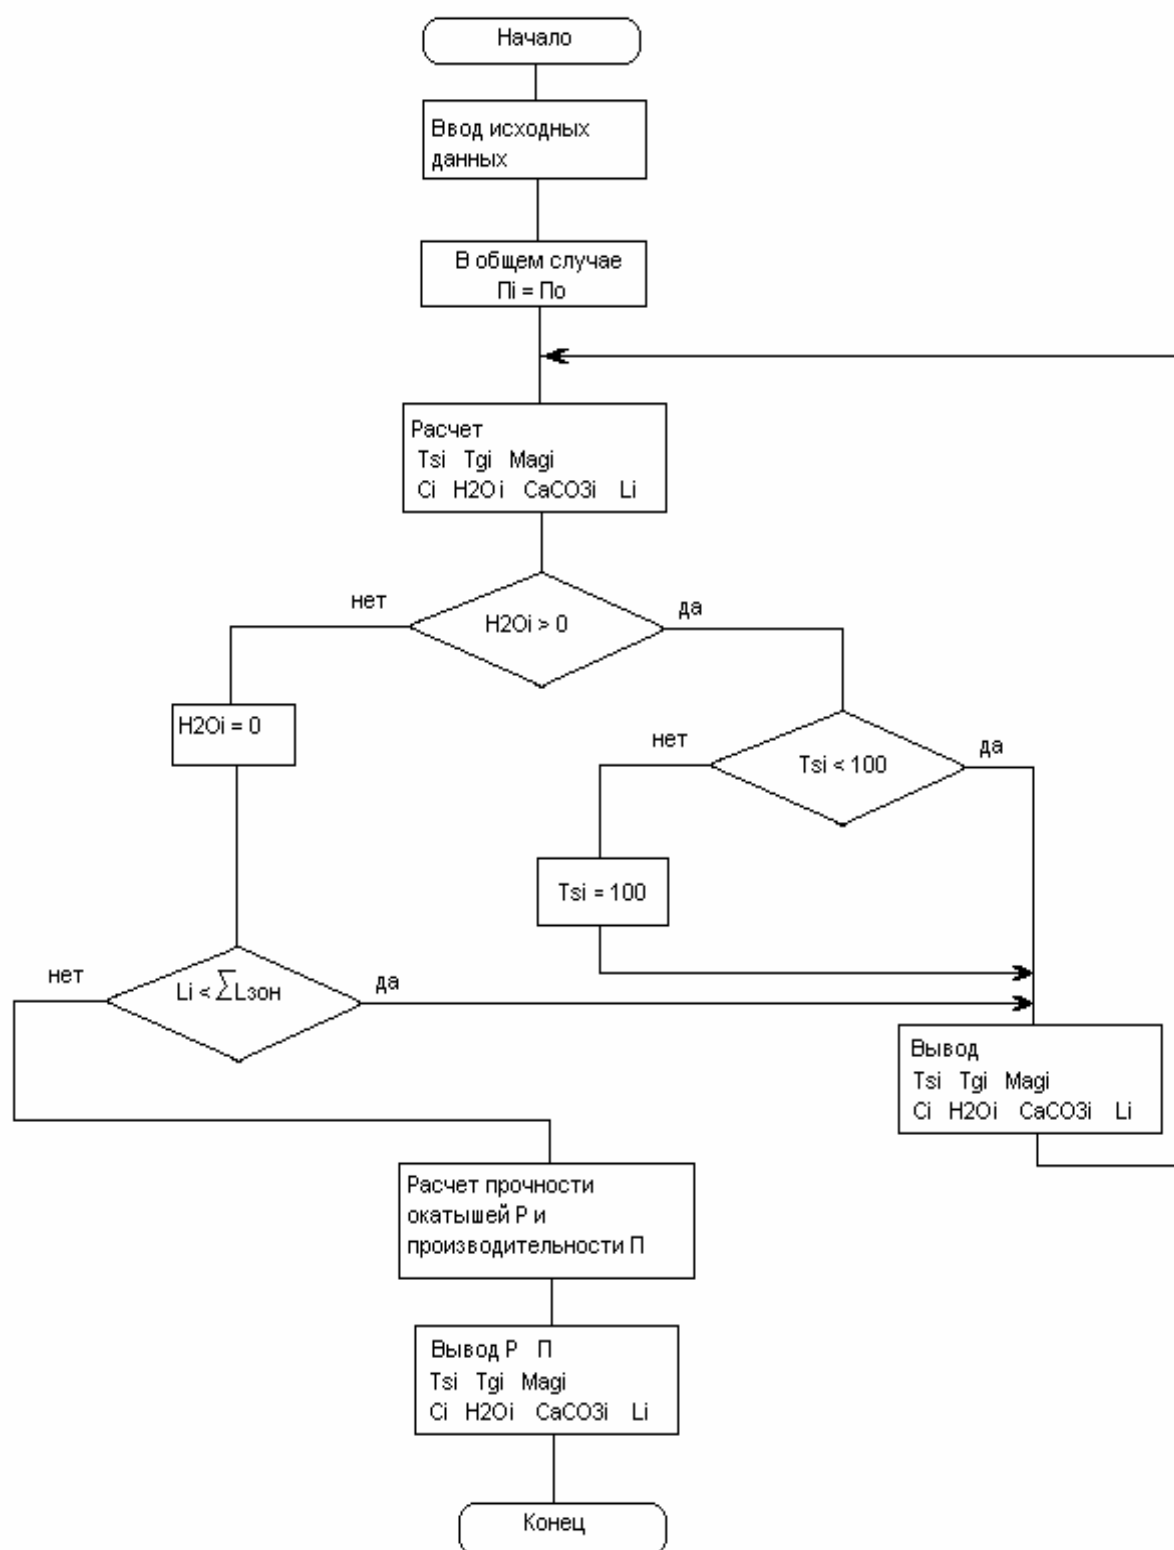 Начало
Ввод исходных
данных
В общем случае
Пi = По
Расчет
Tsi Tgi Magi
Ci H2Oi CaCO3i Li
нет
H2Oi > 0
да
H2Oi = 0
нет
Tsi < 100
да
Tsi = 100
нет
Li < ∑Lзон
да
Вывод
Tsi Tgi Magi
Ci H2Oi CaCO3i Li
Расчет прочности
окатышей P и
производительности П
Вывод P П
Tsi Tgi Magi
Ci H2Oi CaCO3i Li
Конец